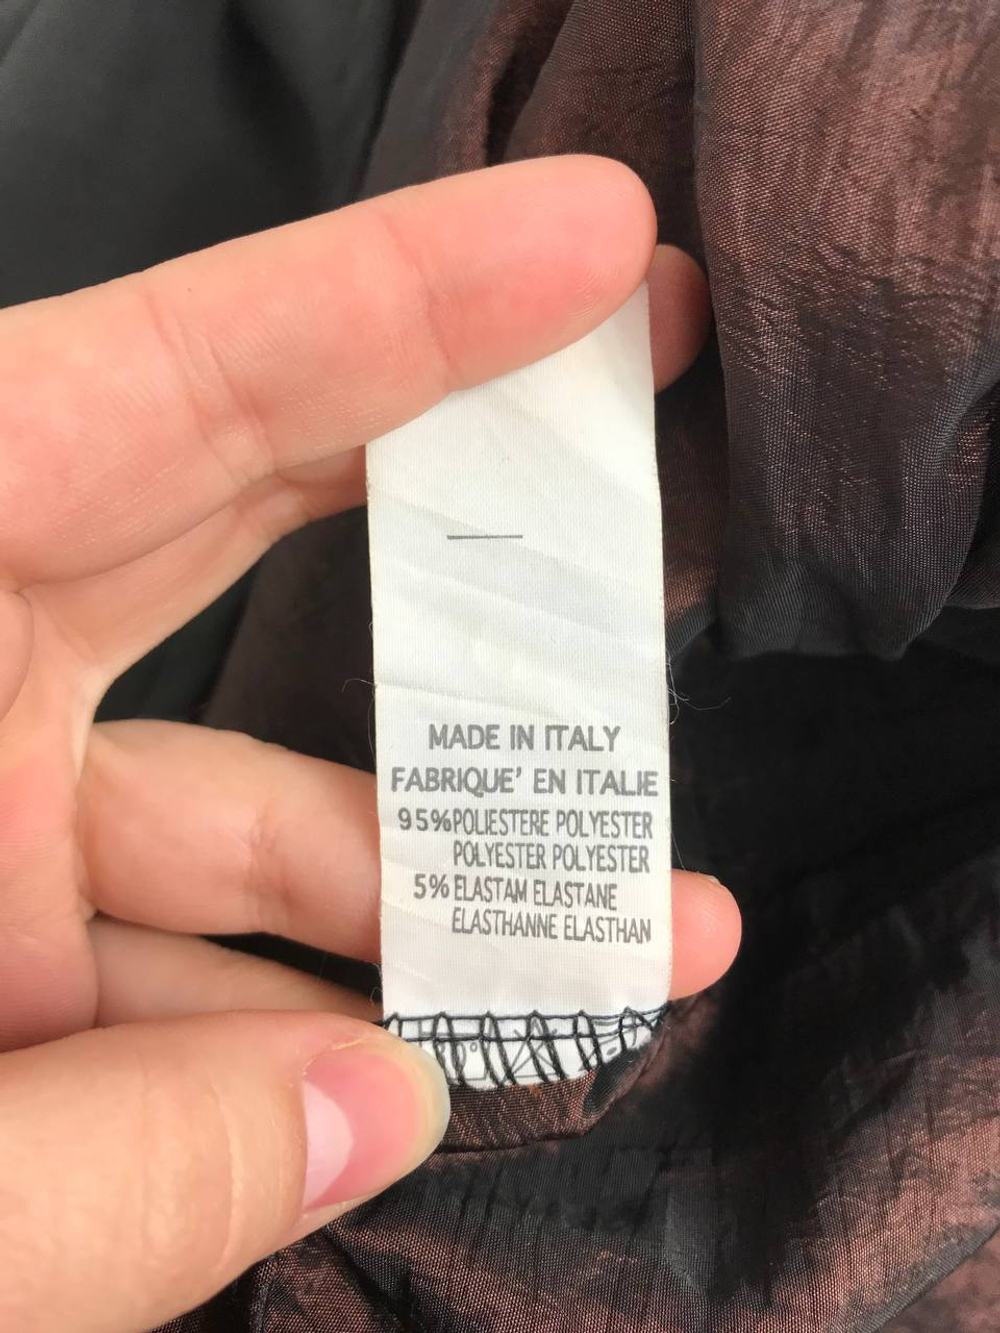 MADE IN ITALY
FABRIQUE' EN ITALIE
95% POLIESTERE POLYESTER
POLYESTER POLYESTER
5% ELASTAM ELASTANE
ELASTHANNE ELASTHAN